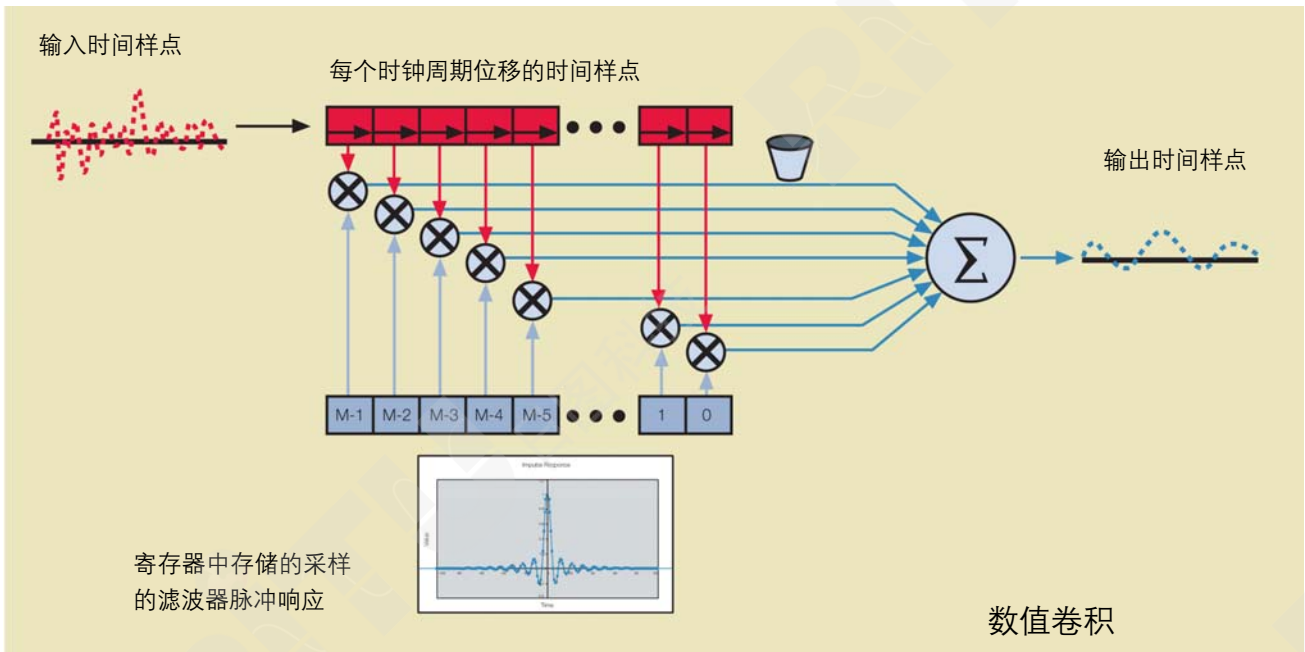 输入时间样点
每个时钟周期位移的时间样点
输出时间样点
Σ
M-1 M-2 M-3 M-4 M-5 1 0
Impulse Response
Value
Time
寄存器中存储的采样
的滤波器脉冲响应
数值卷积